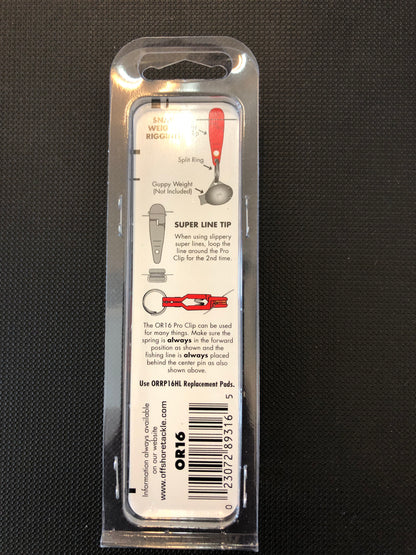 SNAP
WEIGHT
RIGGING
Split Ring
Guppy Weight
(Not Included)
SUPER LINE TIP
When using slippery
super lines, loop the
line around the Pro
Clip for the 2nd time.
The OR16 Pro Clip can be used
for many things. Make sure the
spring is always in the forward
position as shown and the
fishing line is always placed
behind the center pin as also
shown above.
Use ORRP16HL Replacement Pads.
Information always available
on our website
www.offshoretackle.com
OR16
0 23072 89316 5